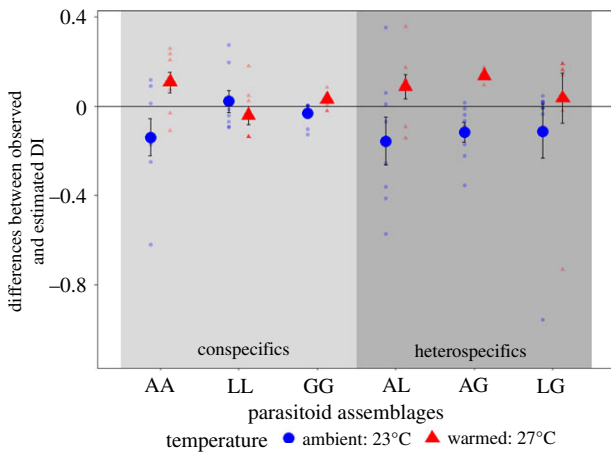 differences between observed
and estimated DI
0.4
0
−0.4
−0.8
conspecifics
heterospecifics
AA LL GG AL AG LG
parasitoid assemblages
temperature ambient: 23°C warmed: 27°C